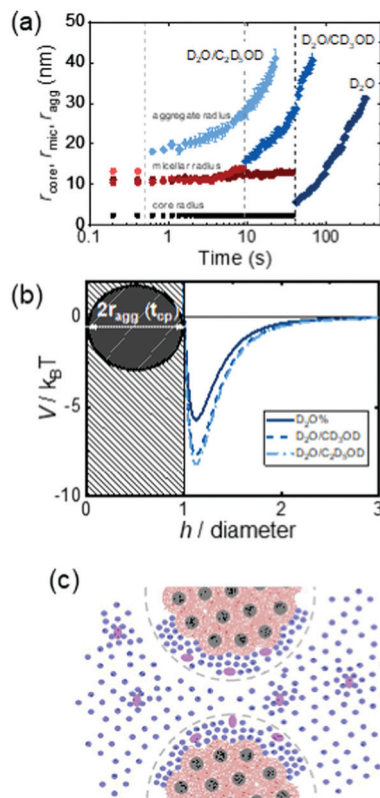 (a)
r_core, r_mic, r_agg (nm)
50
40
30
20
10
0
D₂O/C₂D₅OD
D₂O/CD₃OD
D₂O
aggregate radius
micellar radius
core radius
0.1
1
10
100
Time (s)
(b)
V / k_BT
0
-5
-10
2r_agg (t_cp)
D₂O%
D₂O/CD₃OD
D₂O/C₂D₅OD
0
1
2
3
h / diameter
(c)